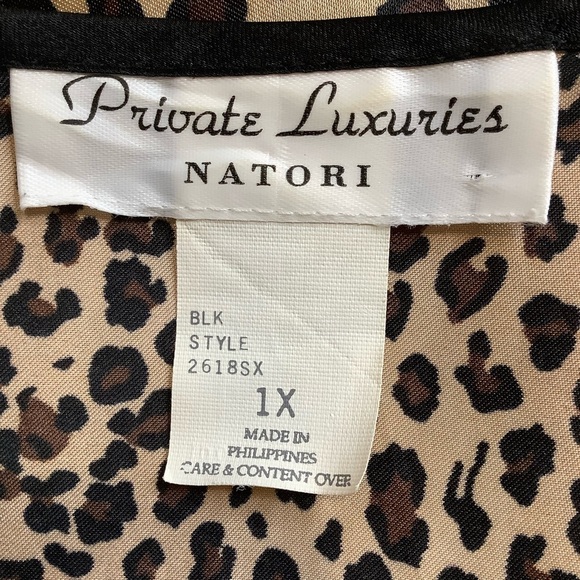 Private Luxuries
NATORI
BLK
STYLE
2618SX
1X
MADE IN
PHILIPPINES
CARE & CONTENT OVER